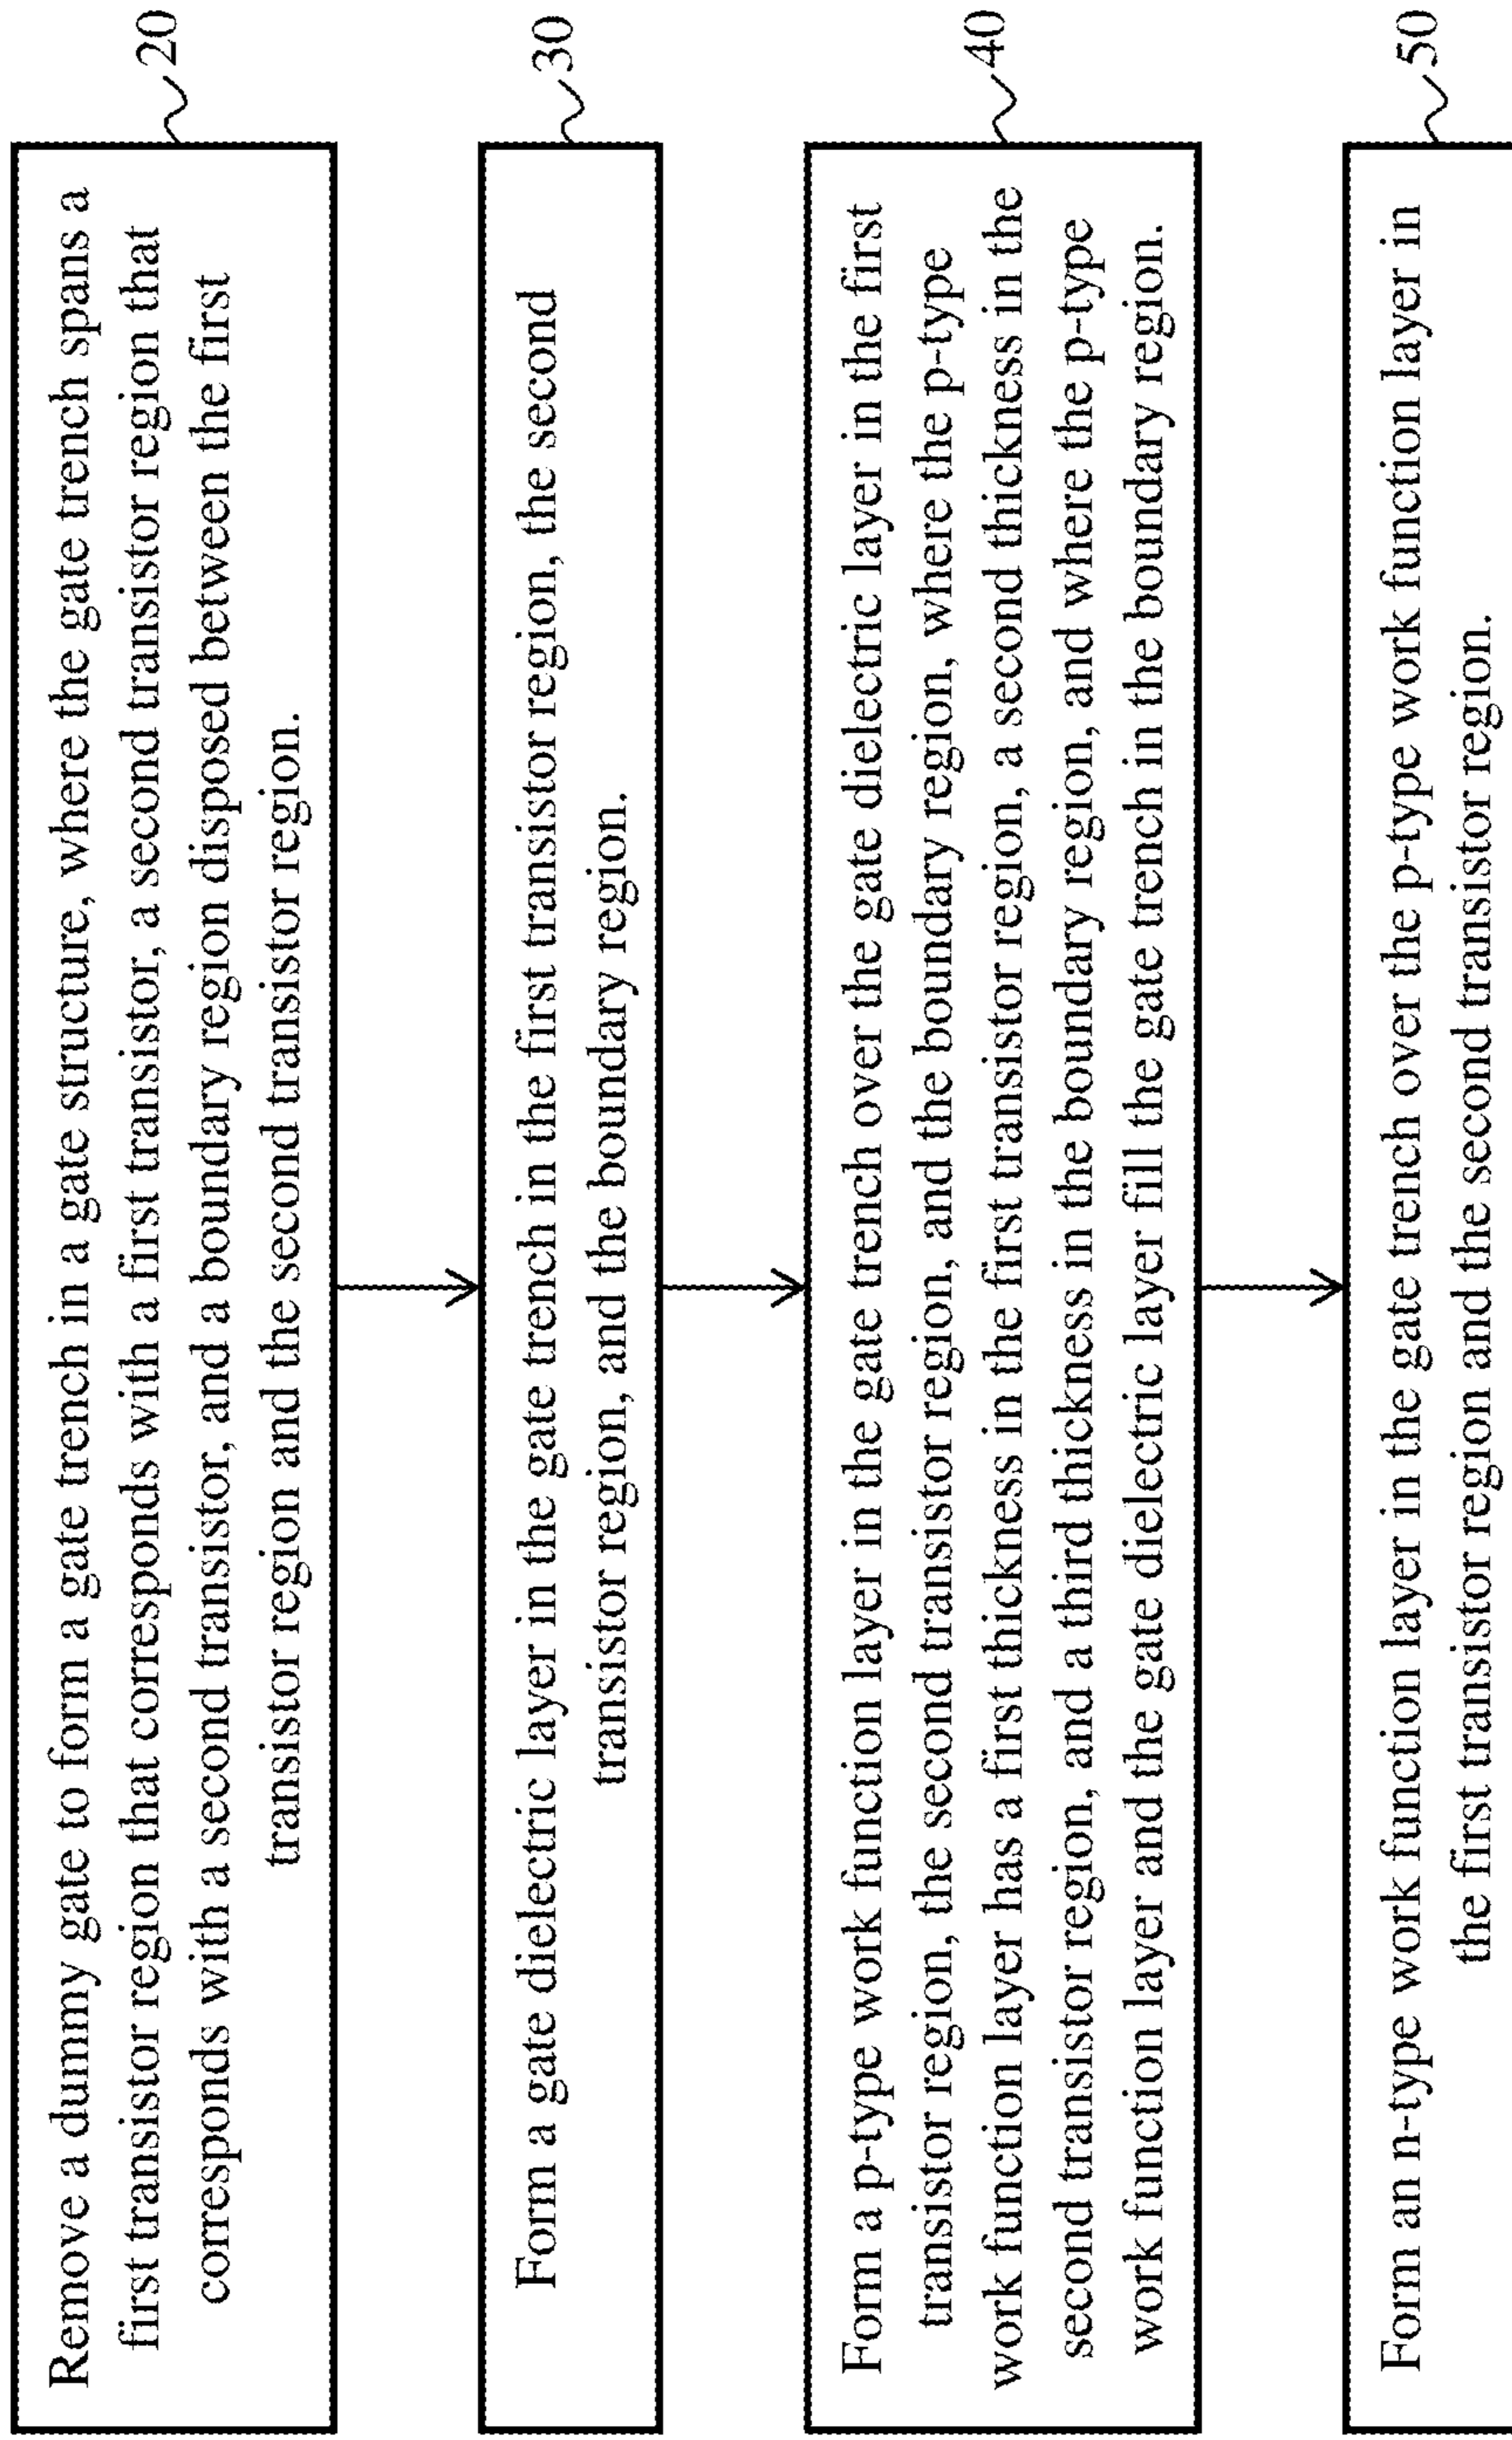 Remove a dummy gate to form a gate trench in a gate structure, where the gate trench spans a
first transistor region that corresponds with a first transistor, a second transistor region that
corresponds with a second transistor, and a boundary region disposed between the first
transistor region and the second transistor region.
20
Form a gate dielectric layer in the gate trench in the first transistor region, the second
transistor region, and the boundary region.
30
Form a p-type work function layer in the gate trench over the gate dielectric layer in the first
transistor region, the second transistor region, and the boundary region, where the p-type
work function layer has a first thickness in the first transistor region, a second thickness in the
second transistor region, and a third thickness in the boundary region, and where the p-type
work function layer and the gate dielectric layer fill the gate trench in the boundary region.
40
Form an n-type work function layer in the gate trench over the p-type work function layer in
the first transistor region and the second transistor region.
50